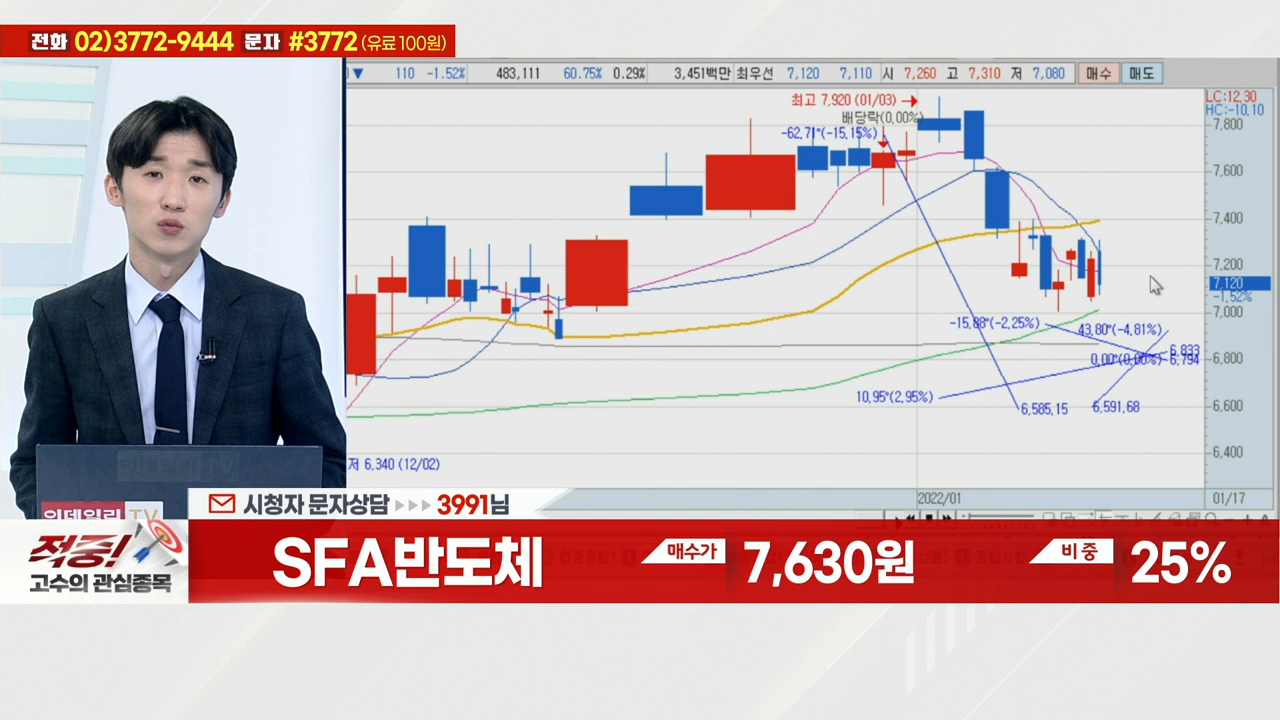 전화 02)3772-9444 문자 #3772 (유료 100원)
▼ 110 -1.52% 483,111 60.75% 0.29% 3,451백만 최우선 7,120 7,110 시 7,260 고 7,310 저 7,080 매수 매도
최고 7,920 (01/03) →
LC:12.30
HC:-10.10
배당락(0.00%)
-62.71°(-15.15%)
7,800
7,600
7,400
7,200
7,120
-1.52%
7,000
-15.88°(-2.25%)
43.80°(-4.81%)
6,833
0.00°(0.00%)
6,794
6,800
10.95°(2.95%)
6,585.15
6,591.68
6,600
6,400
저 6,340 (12/02)
2022/01
01/17
이데일리 TV
시청자 문자상담 ▸▸▸ 3991님
적중!
고수의 관심종목
SFA반도체 매수가 7,630원 비중 25%